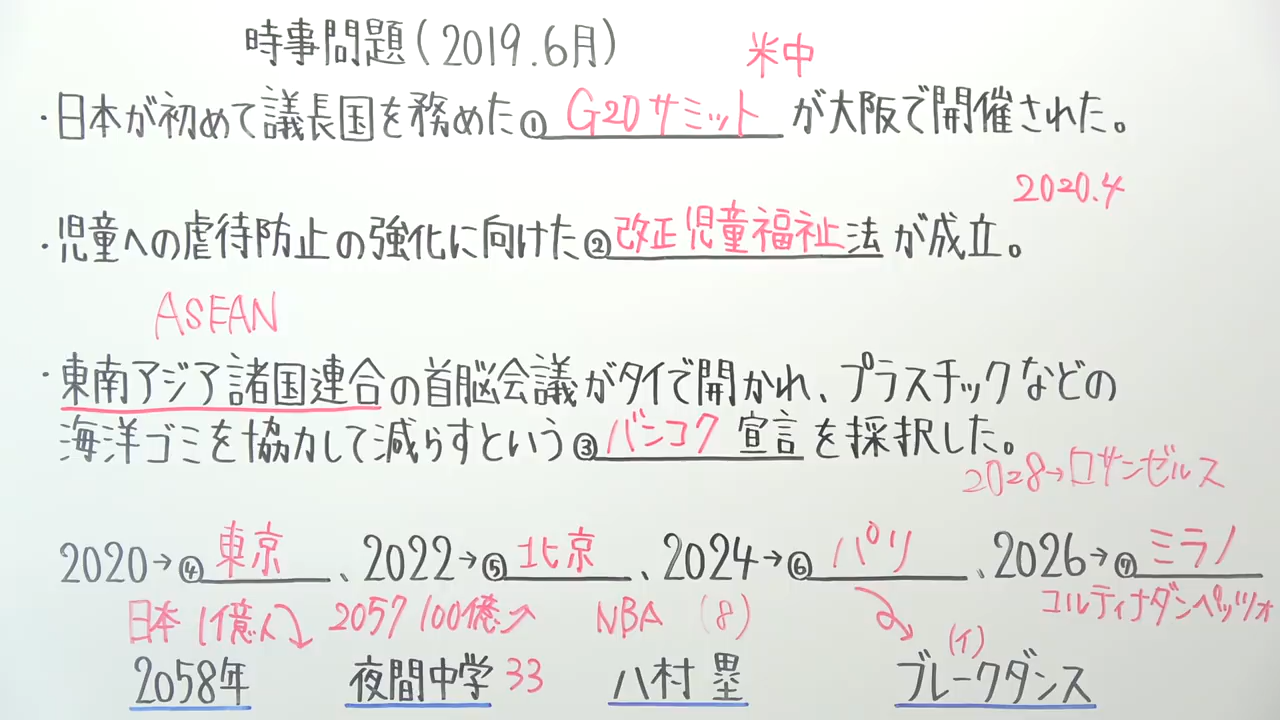 時事問題(2019.6月)
米中
・日本が初めて議長国を務めた①G20サミットが大阪で開催された。
2020.4
・児童への虐待防止の強化に向けた②改正児童福祉法が成立。
ASEAN
・東南アジア諸国連合の首脳会議がタイで開かれ、プラスチックなどの
海洋ゴミを協力して減らすという③バンコク宣言を採択した。
2028→ロサンゼルス
2020→④東京、2022→⑤北京、2024→⑥パリ、2026→⑦ミラノ
コルティナダンペッツォ
日本1億人↘ 2057 100億↗ NBA (8)
(イ)
2058年 夜間中学33 八村塁 ブレークダンス